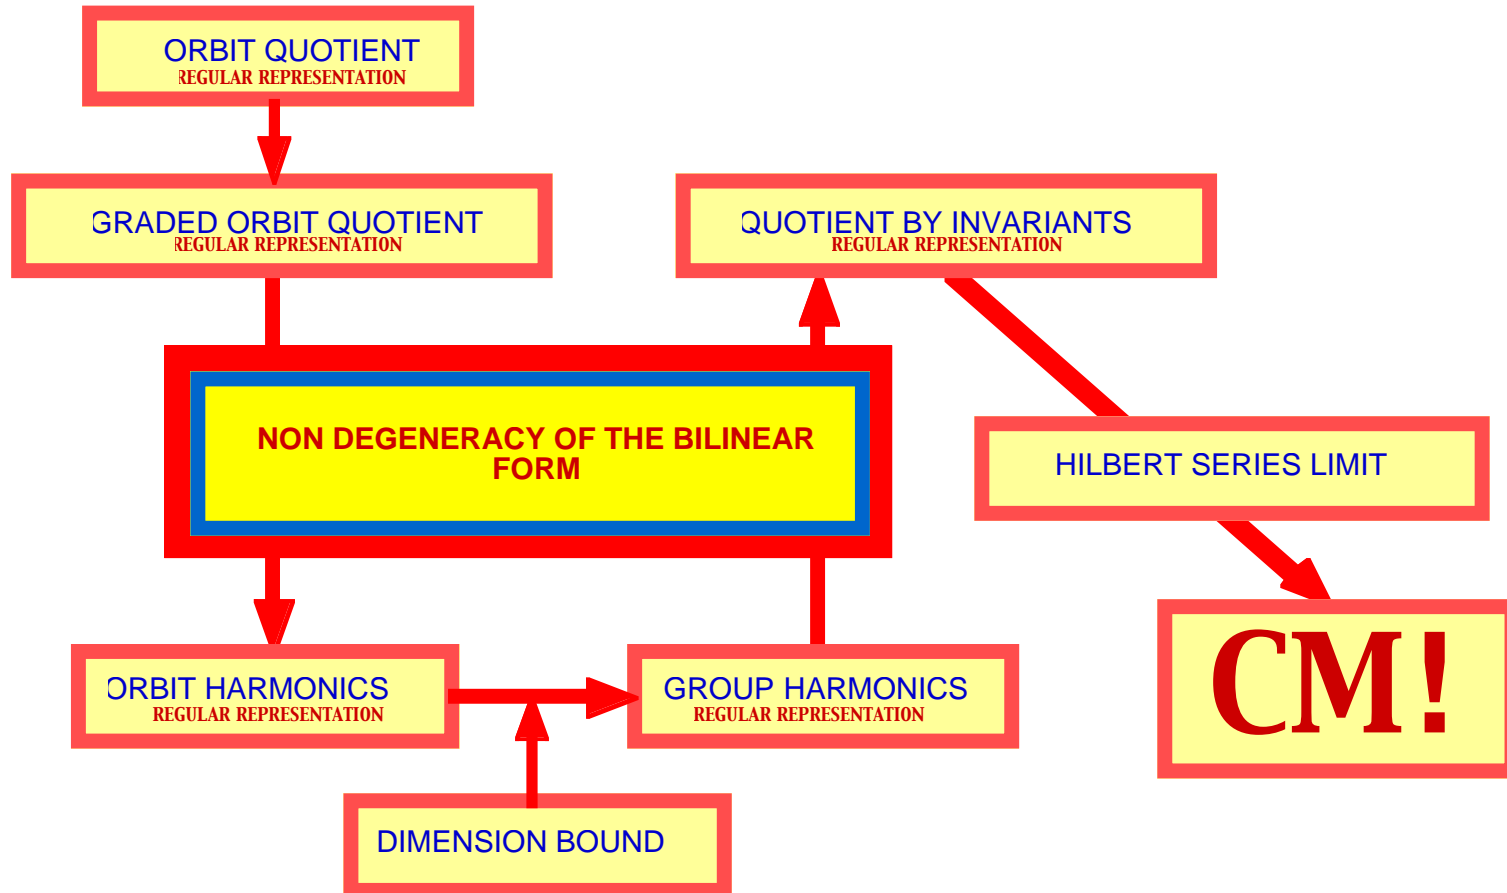 ORBIT QUOTIENT
REGULAR REPRESENTATION
GRADED ORBIT QUOTIENT
REGULAR REPRESENTATION
QUOTIENT BY INVARIANTS
REGULAR REPRESENTATION
NON DEGENERACY OF THE BILINEAR
FORM
HILBERT SERIES LIMIT
ORBIT HARMONICS
REGULAR REPRESENTATION
GROUP HARMONICS
REGULAR REPRESENTATION
CM!
DIMENSION BOUND